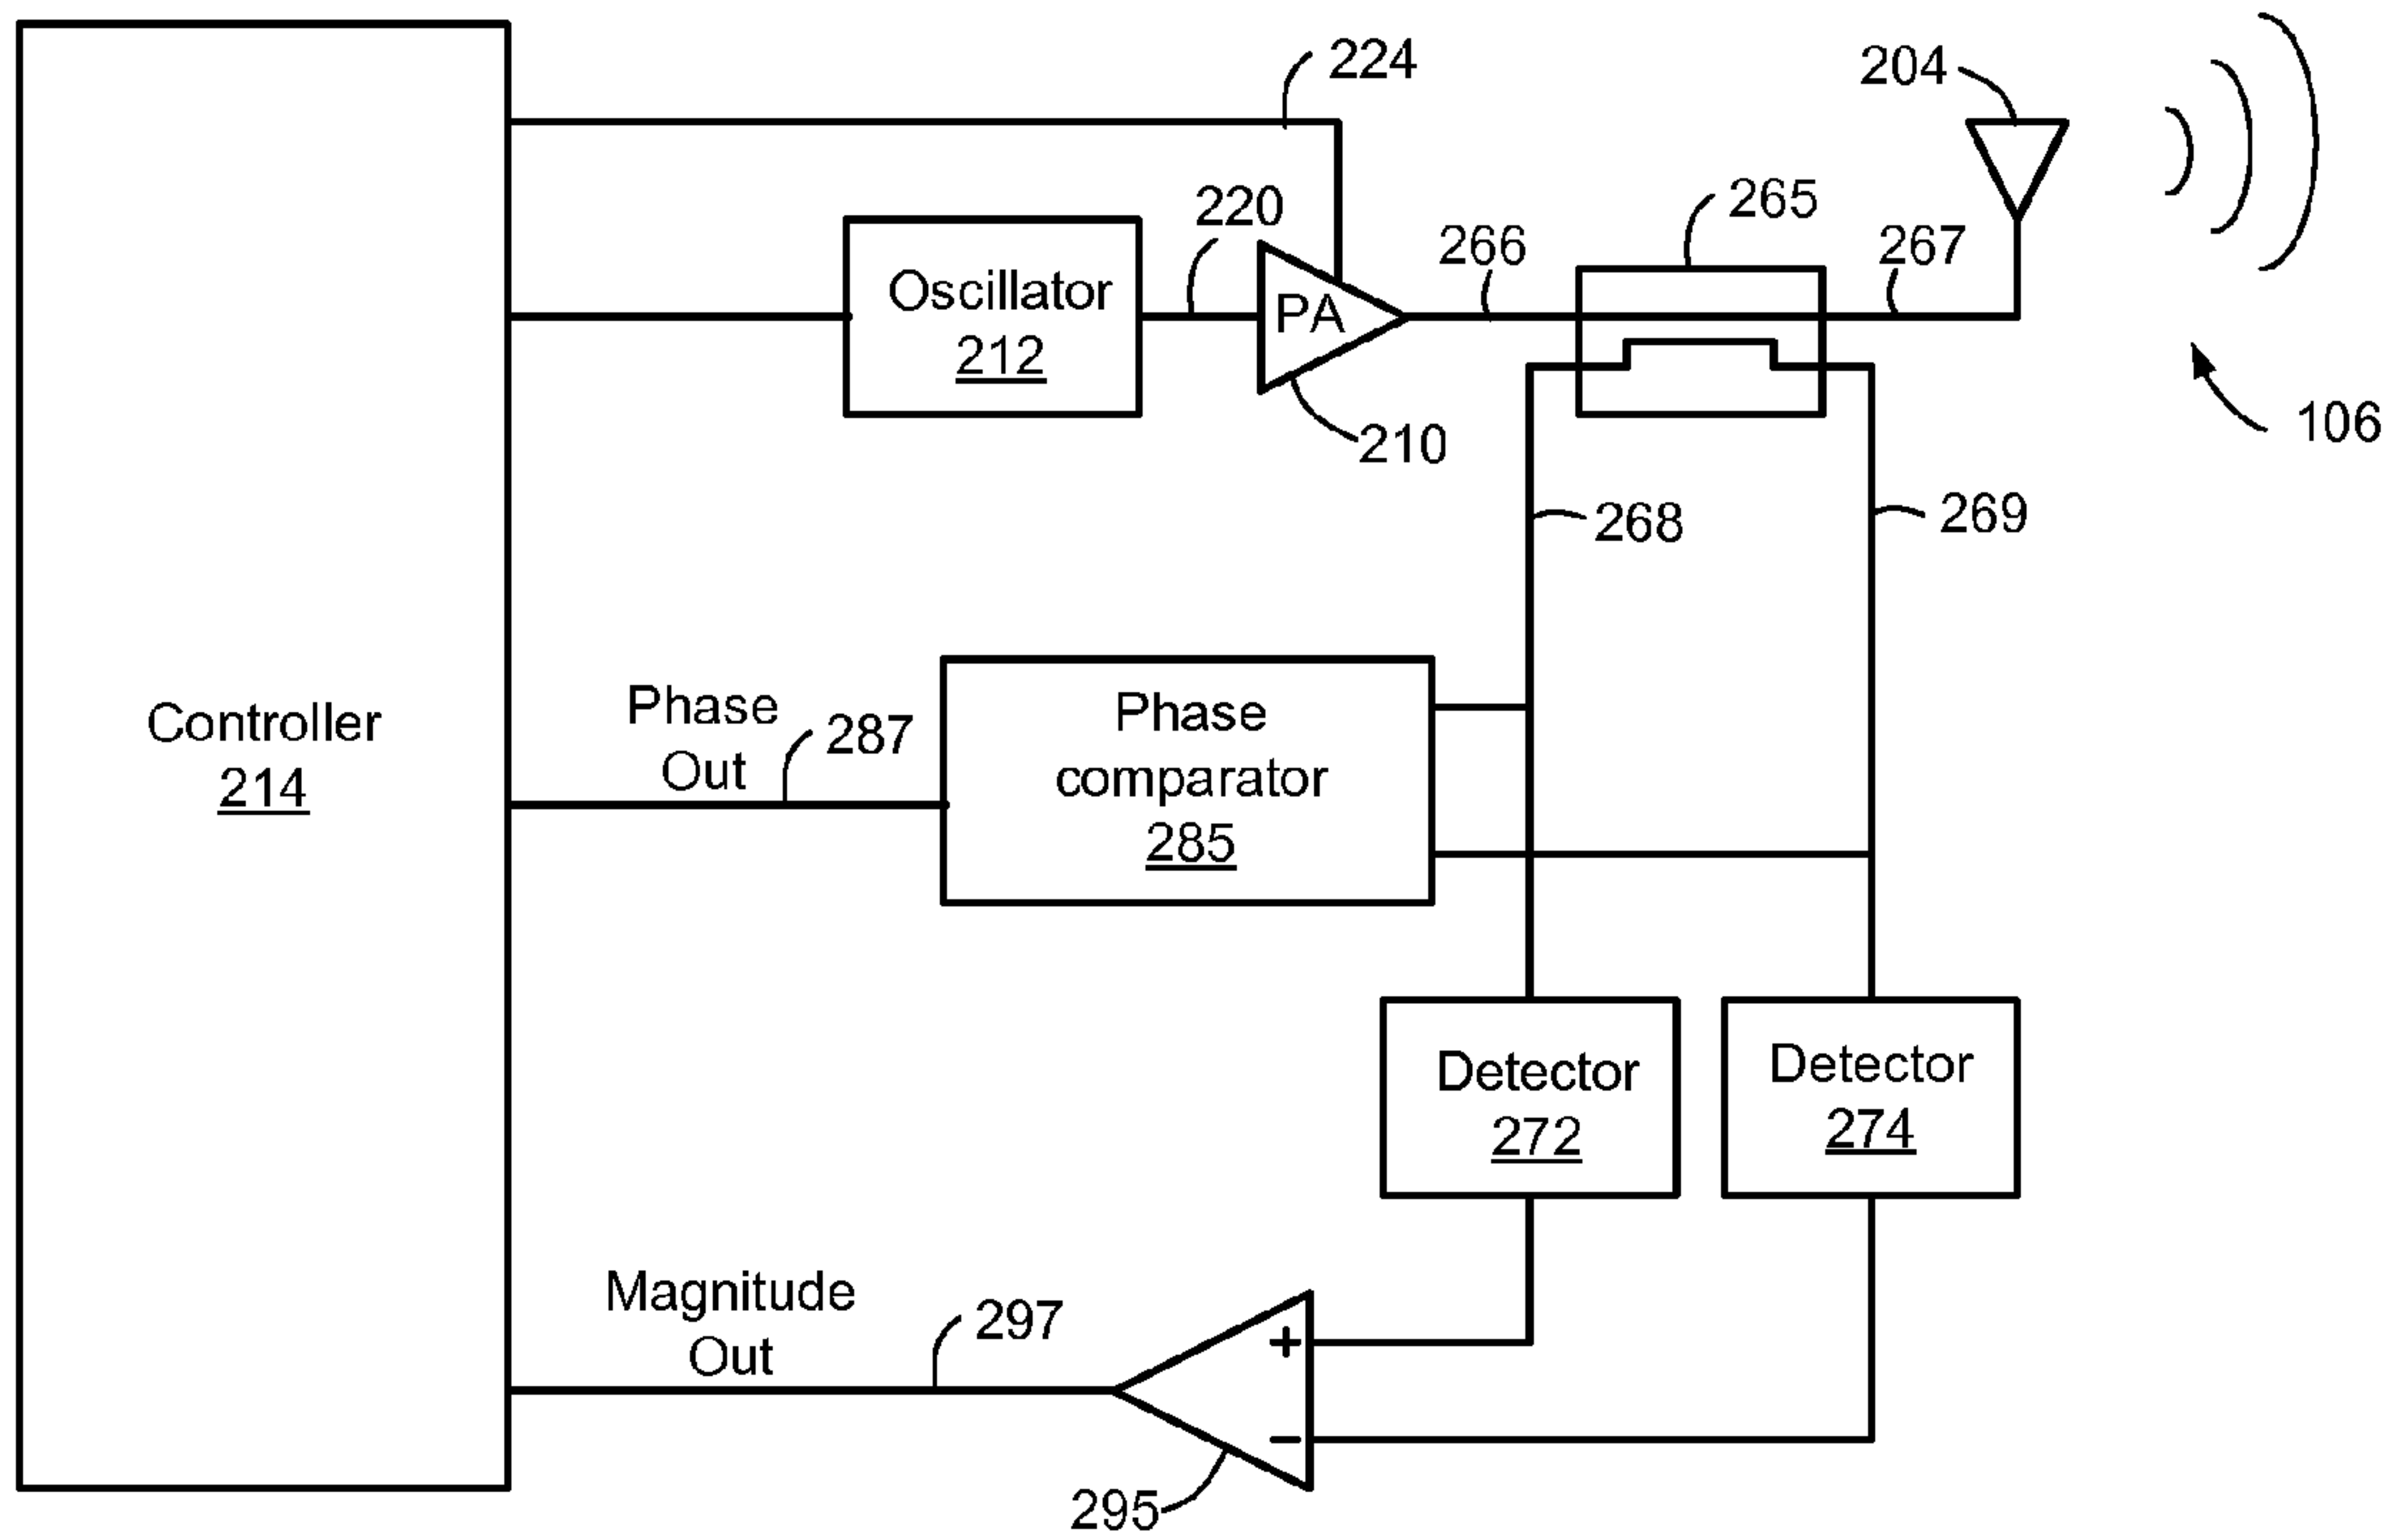 224
204
265
220
266
267
Oscillator
212
PA
210
106
268
269
Controller
214
Phase
Out
287
Phase
comparator
285
Detector
272
Detector
274
Magnitude
Out
297
+
−
295